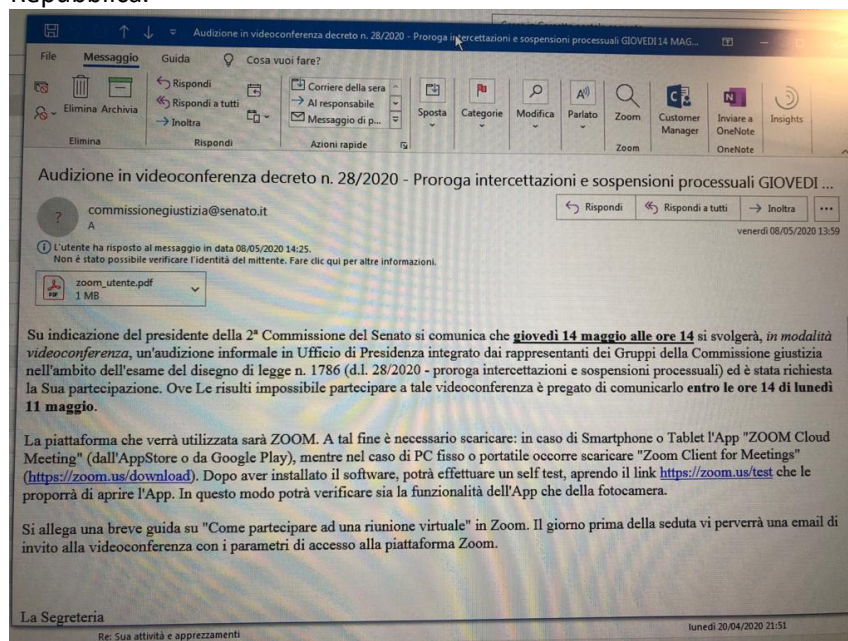 Repubblica.
Audizione in videoconferenza decreto n. 28/2020 - Proroga intercettazioni e sospensioni processuali GIOVEDI 14 MAG...
File Messaggio Guida Cosa vuoi fare?
Elimina Archivia
Elimina
Rispondi
Rispondi a tutti
Inoltra
Rispondi
Corriere della sera
Al responsabile
Messaggio di p...
Azioni rapide
Sposta
Categorie
Modifica
Parlato
Zoom
Zoom
Customer
Manager
Inviare a
OneNote
OneNote
Insights
Audizione in videoconferenza decreto n. 28/2020 - Proroga intercettazioni e sospensioni processuali GIOVEDI ...
?
commissionegiustizia@senato.it
A
Rispondi Rispondi a tutti Inoltra ...
venerdì 08/05/2020 13:59
L'utente ha risposto al messaggio in data 08/05/2020 14:25.
Non è stato possibile verificare l'identità del mittente. Fare clic qui per altre informazioni.
PDF
zoom_utente.pdf
1 MB
Su indicazione del presidente della 2ª Commissione del Senato si comunica che giovedì 14 maggio alle ore 14 si svolgerà, in modalità
videoconferenza, un'audizione informale in Ufficio di Presidenza integrato dai rappresentanti dei Gruppi della Commissione giustizia
nell'ambito dell'esame del disegno di legge n. 1786 (d.l. 28/2020 - proroga intercettazioni e sospensioni processuali) ed è stata richiesta
la Sua partecipazione. Ove Le risulti impossibile partecipare a tale videoconferenza è pregato di comunicarlo entro le ore 14 di lunedì
11 maggio.
La piattaforma che verrà utilizzata sarà ZOOM. A tal fine è necessario scaricare: in caso di Smartphone o Tablet l'App "ZOOM Cloud
Meeting" (dall'AppStore o da Google Play), mentre nel caso di PC fisso o portatile occorre scaricare "Zoom Client for Meetings"
(https://zoom.us/download). Dopo aver installato il software, potrà effettuare un self test, aprendo il link https://zoom.us/test che le
proporrà di aprire l'App. In questo modo potrà verificare sia la funzionalità dell'App che della fotocamera.
Si allega una breve guida su "Come partecipare ad una riunione virtuale" in Zoom. Il giorno prima della seduta vi perverrà una email di
invito alla videoconferenza con i parametri di accesso alla piattaforma Zoom.
La Segreteria
Re: Sua attività e apprezzamenti
lunedì 20/04/2020 21:51